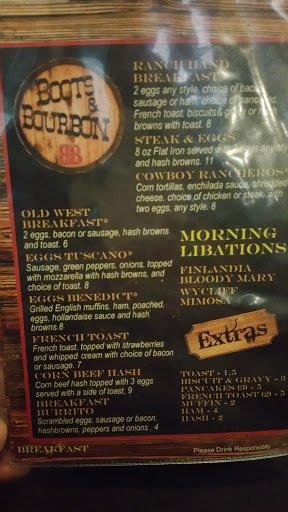 BOOTS
&
BOURBON
BB
RANCH HAND
BREAKFAST*
2 eggs any style, choice of bacon,
sausage or ham, choice of pancakes,
French toast, biscuits & gravy or hash
browns with toast. 8
STEAK & EGGS*
8 oz Flat Iron served with eggs any style
and hash browns. 11
COWBOY RANCHEROS*
Corn tortillas, enchilada sauce, shredded
cheese, choice of chicken or steak, with
two eggs, any style. 8
OLD WEST
BREAKFAST*
2 eggs, bacon or sausage, hash browns
and toast. 6
EGGS TUSCANO*
Sausage, green peppers, onions, topped
with mozzarella with hash browns, and
choice of toast. 8
EGGS BENEDICT*
Grilled English muffins, ham, poached,
eggs, hollandaise sauce and hash
browns.8
FRENCH TOAST
French toast, topped with strawberries
and whipped cream with choice of bacon
or sausage. 7
CORN BEEF HASH
Corn beef hash topped with 3 eggs
served with a side of toast, 9
BREAKFAST
BURRITO
Scrambled eggs, sausage or bacon,
hashbrowns, peppers and onions . 4
MORNING
LIBATIONS
FINLANDIA
BLOODY MARY
WYCLIFF
MIMOSA
Extras
TOAST - 1.5
BISCUIT & GRAVY - 3
PANCAKES (2) - 5
FRENCH TOAST (2) - 5
MUFFIN - 2
HAM - 4
HASH - 2
BREAKFAST
Please Drink Responsibly.